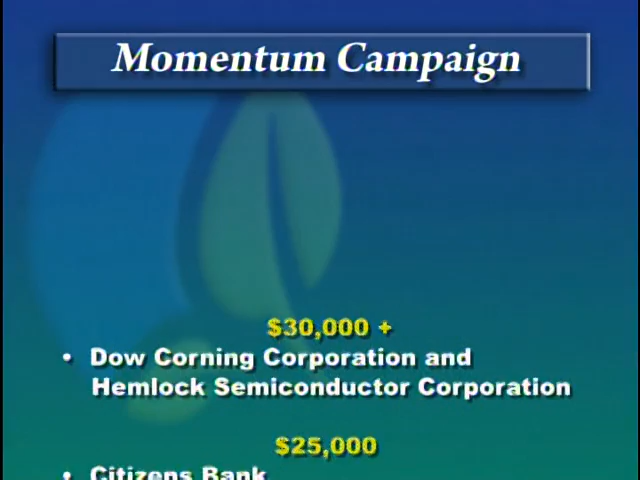 Momentum Campaign
$30,000 +
• Dow Corning Corporation and
Hemlock Semiconductor Corporation
$25,000
• Citizens Bank